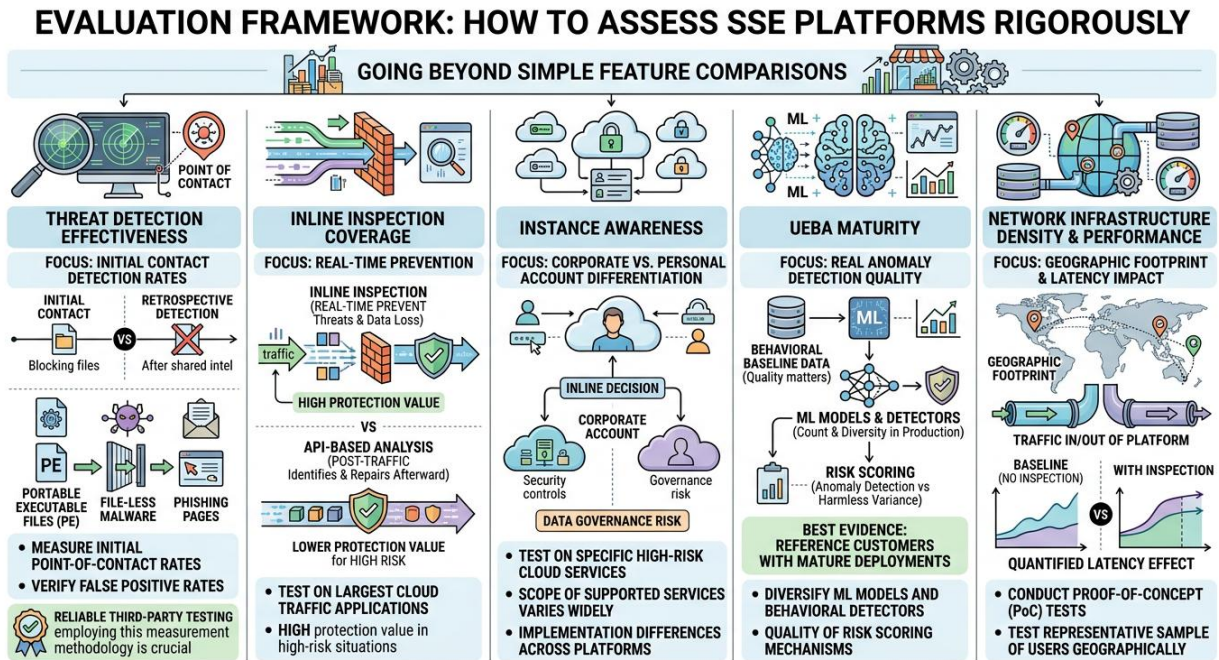 EVALUATION FRAMEWORK: HOW TO ASSESS SSE PLATFORMS RIGOROUSLY
GOING BEYOND SIMPLE FEATURE COMPARISONS
POINT OF
CONTACT
THREAT DETECTION
EFFECTIVENESS
FOCUS: INITIAL CONTACT
DETECTION RATES
INITIAL
CONTACT
VS
RETROSPECTIVE
DETECTION
Blocking files
After shared intel
PE
PORTABLE
EXECUTABLE
FILES (PE)
FILE-LESS
MALWARE
PHISHING
PAGES
• MEASURE INITIAL
POINT-OF-CONTACT RATES
• VERIFY FALSE POSITIVE RATES
RELIABLE THIRD-PARTY TESTING
employing this measurement
methodology is crucial
INLINE INSPECTION
COVERAGE
FOCUS: REAL-TIME PREVENTION
INLINE INSPECTION
(REAL-TIME PREVENT
Threats & Data Loss)
traffic
HIGH PROTECTION VALUE
VS
API-BASED ANALYSIS
(POST-TRAFFIC
Identifies & Repairs Afterward)
LOWER PROTECTION VALUE
for HIGH RISK
• TEST ON LARGEST CLOUD
TRAFFIC APPLICATIONS
• HIGH protection value in
high-risk situations
INSTANCE AWARENESS
FOCUS: CORPORATE VS. PERSONAL
ACCOUNT DIFFERENTIATION
INLINE DECISION
CORPORATE
ACCOUNT
Security
controls
Governance
risk
DATA GOVERNANCE RISK
• TEST ON SPECIFIC HIGH-RISK
CLOUD SERVICES
• SCOPE OF SUPPORTED SERVICES
VARIES WIDELY
• IMPLEMENTATION DIFFERENCES
ACROSS PLATFORMS
ML
ML
UEBA MATURITY
FOCUS: REAL ANOMALY
DETECTION QUALITY
ML
BEHAVIORAL
BASELINE DATA
(Quality matters)
ML MODELS & DETECTORS
(Count & Diversity in Production)
RISK SCORING
(Anomaly Detection vs
Harmless Variance)
BEST EVIDENCE:
REFERENCE CUSTOMERS
WITH MATURE DEPLOYMENTS
• DIVERSIFY ML MODELS AND
BEHAVIORAL DETECTORS
• QUALITY OF RISK SCORING
MECHANISMS
NETWORK INFRASTRUCTURE
DENSITY & PERFORMANCE
FOCUS: GEOGRAPHIC FOOTPRINT
& LATENCY IMPACT
GEOGRAPHIC
FOOTPRINT
TRAFFIC IN/OUT OF PLATFORM
BASELINE
(NO INSPECTION)
VS
WITH INSPECTION
QUANTIFIED LATENCY EFFECT
• CONDUCT PROOF-OF-CONCEPT
(PoC) TESTS
• TEST REPRESENTATIVE SAMPLE
OF USERS GEOGRAPHICALLY